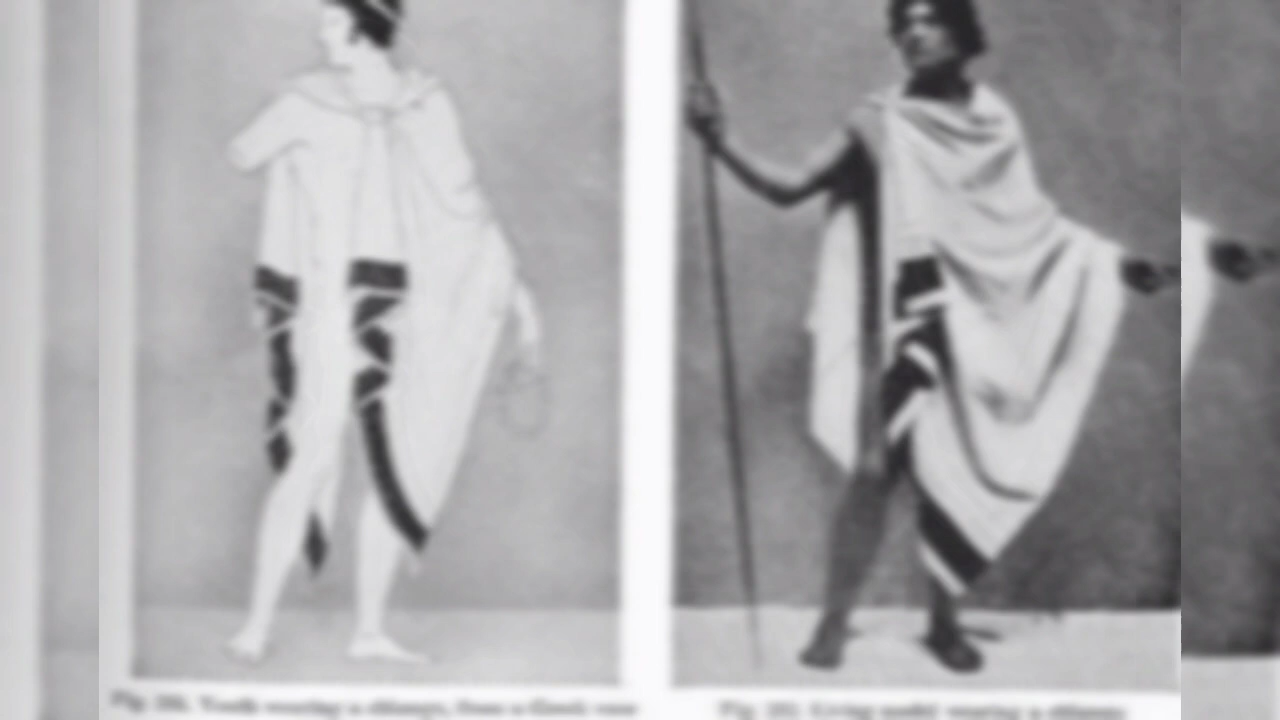 Fig. Youth wearing a chlamys, from a Greek vase
Fig. Living model wearing a chlamys